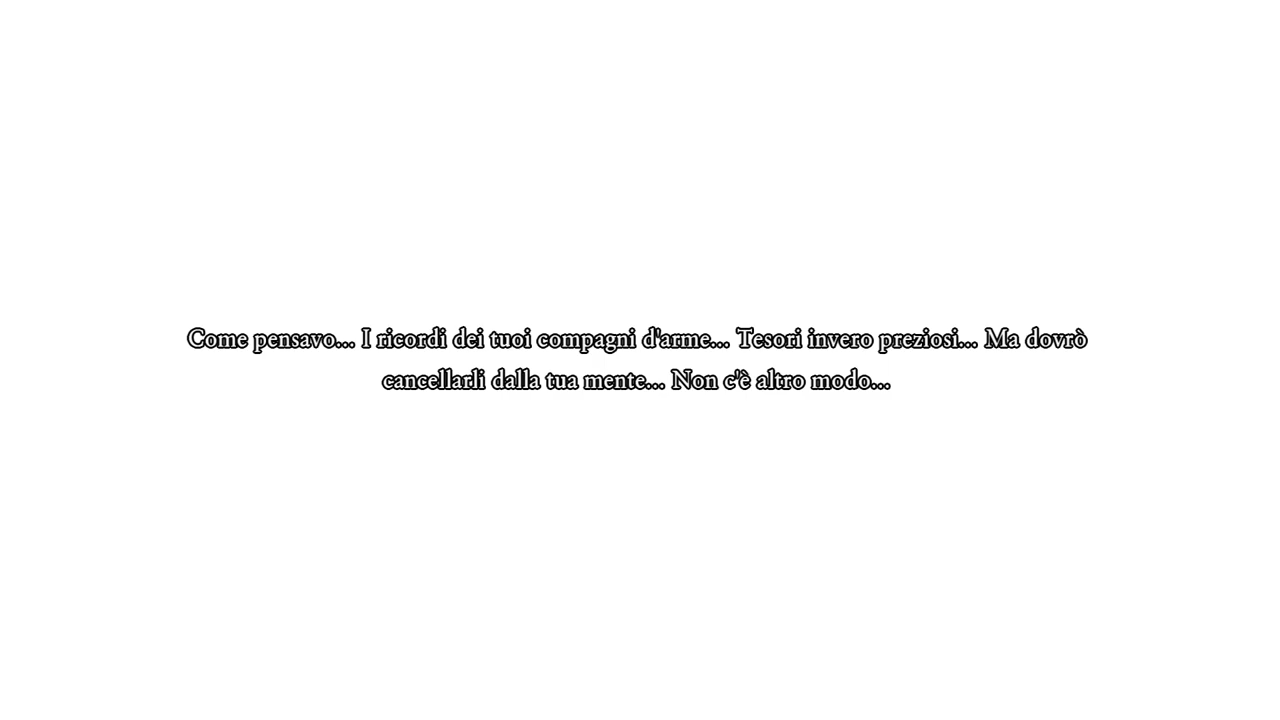 Come pensavo... I ricordi dei tuoi compagni d'arme... Tesori invero preziosi... Ma dovrò
cancellarli dalla tua mente... Non c'è altro modo...